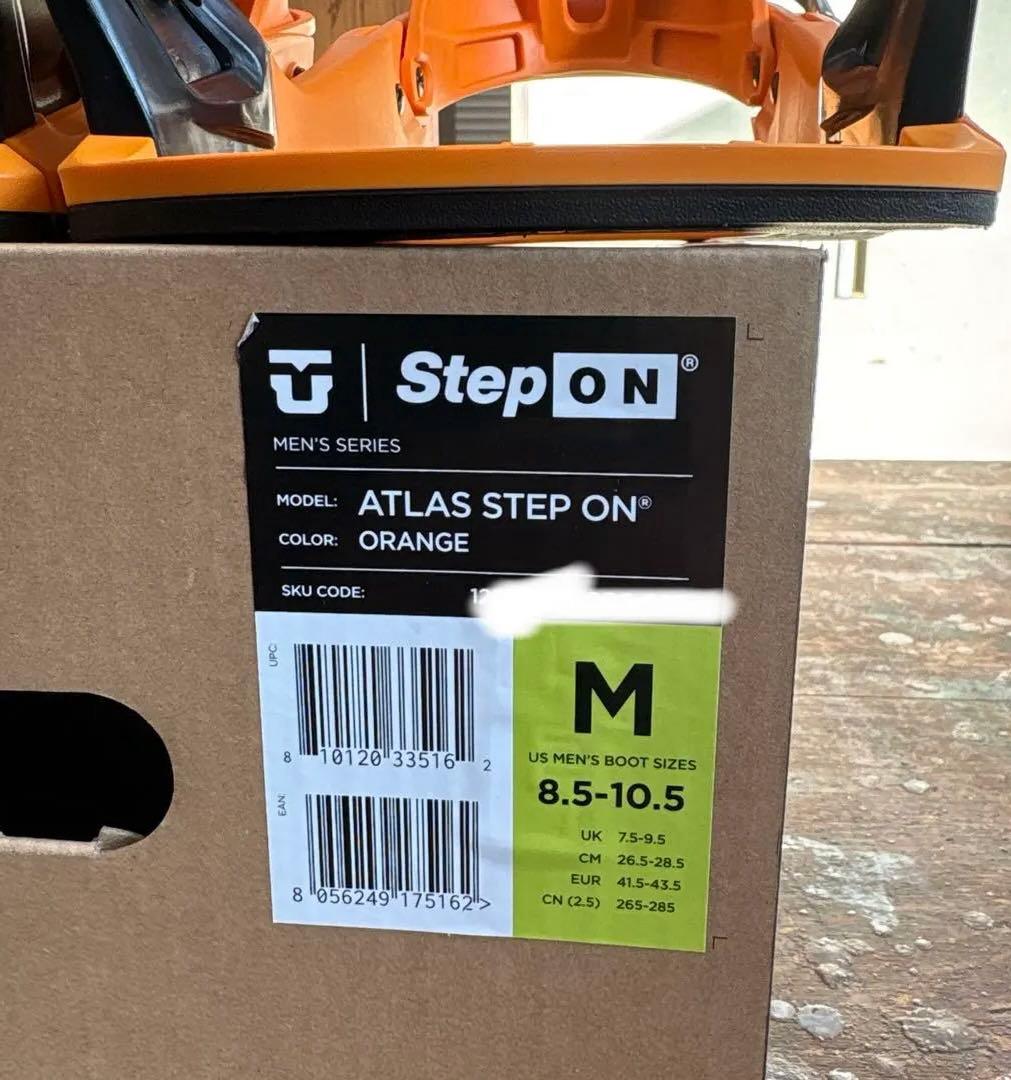 StepON®
MEN'S SERIES
MODEL: ATLAS STEP ON®
COLOR: ORANGE
SKU CODE: 12
UPC:
8 10120 33516 2
EAN:
8 056249 175162 >
M
US MEN'S BOOT SIZES
8.5-10.5
UK 7.5-9.5
CM 26.5-28.5
EUR 41.5-43.5
CN (2.5) 265-285